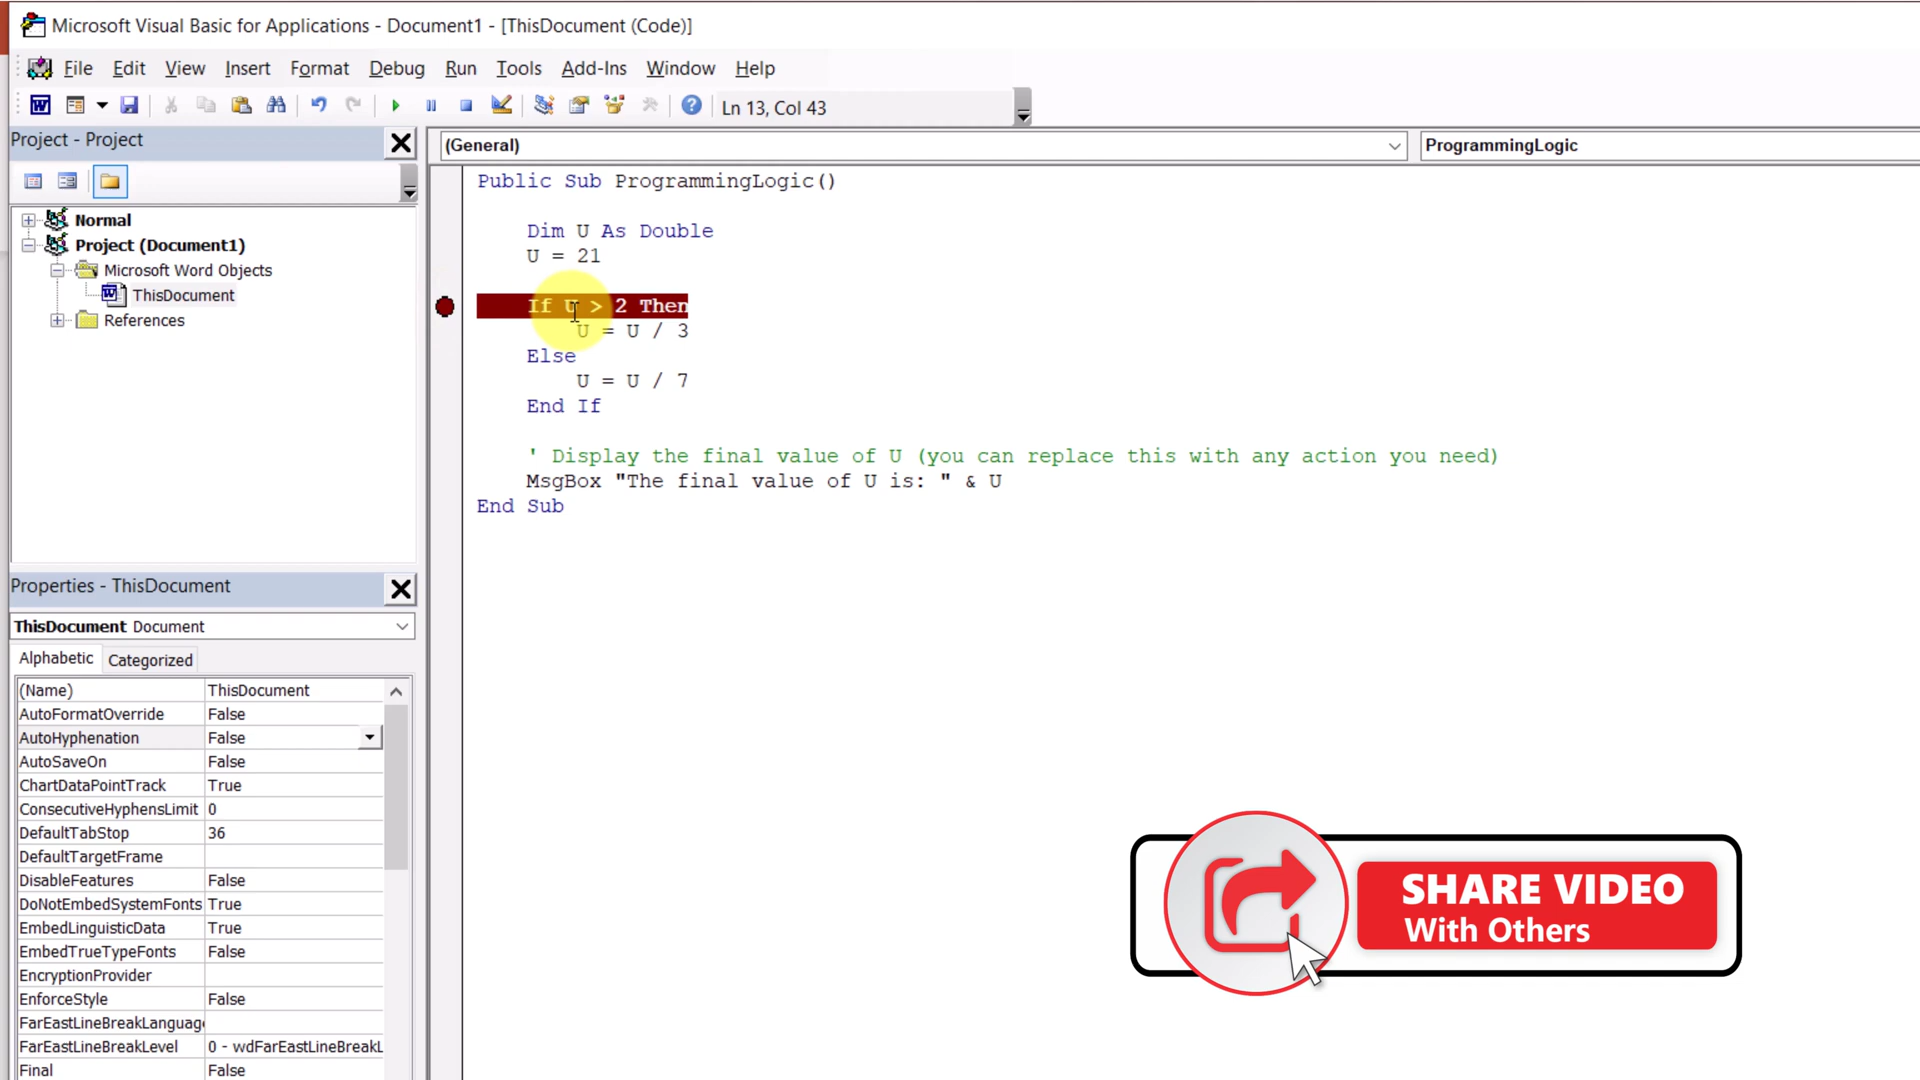 Microsoft Visual Basic for Applications - Document1 - [ThisDocument (Code)]
File Edit View Insert Format Debug Run Tools Add-Ins Window Help
Ln 13, Col 43
Project - Project
(General)
ProgrammingLogic
Normal
Project (Document1)
Microsoft Word Objects
ThisDocument
References
Public Sub ProgrammingLogic()
Dim U As Double
U = 21
If U > 2 Then
U = U / 3
Else
U = U / 7
End If
' Display the final value of U (you can replace this with any action you need)
MsgBox "The final value of U is: " & U
End Sub
Properties - ThisDocument
ThisDocument Document
Alphabetic Categorized
(Name) ThisDocument
AutoFormatOverride False
AutoHyphenation False
AutoSaveOn False
ChartDataPointTrack True
ConsecutiveHyphensLimit 0
DefaultTabStop 36
DefaultTargetFrame
DisableFeatures False
DoNotEmbedSystemFonts True
EmbedLinguisticData True
EmbedTrueTypeFonts False
EncryptionProvider
EnforceStyle False
FarEastLineBreakLanguag
FarEastLineBreakLevel 0 - wdFarEastLineBreakL
Final False
SHARE VIDEO
With Others